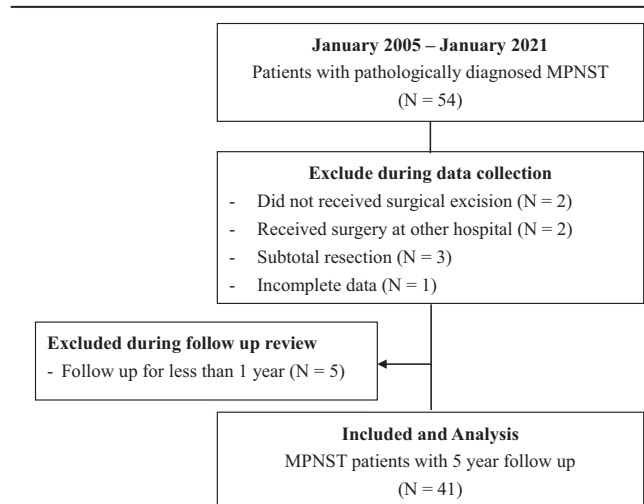 January 2005 – January 2021
Patients with pathologically diagnosed MPNST
(N = 54)
Exclude during data collection
- Did not received surgical excision (N = 2)
- Received surgery at other hospital (N = 2)
- Subtotal resection (N = 3)
- Incomplete data (N = 1)
Excluded during follow up review
- Follow up for less than 1 year (N = 5)
Included and Analysis
MPNST patients with 5 year follow up
(N = 41)